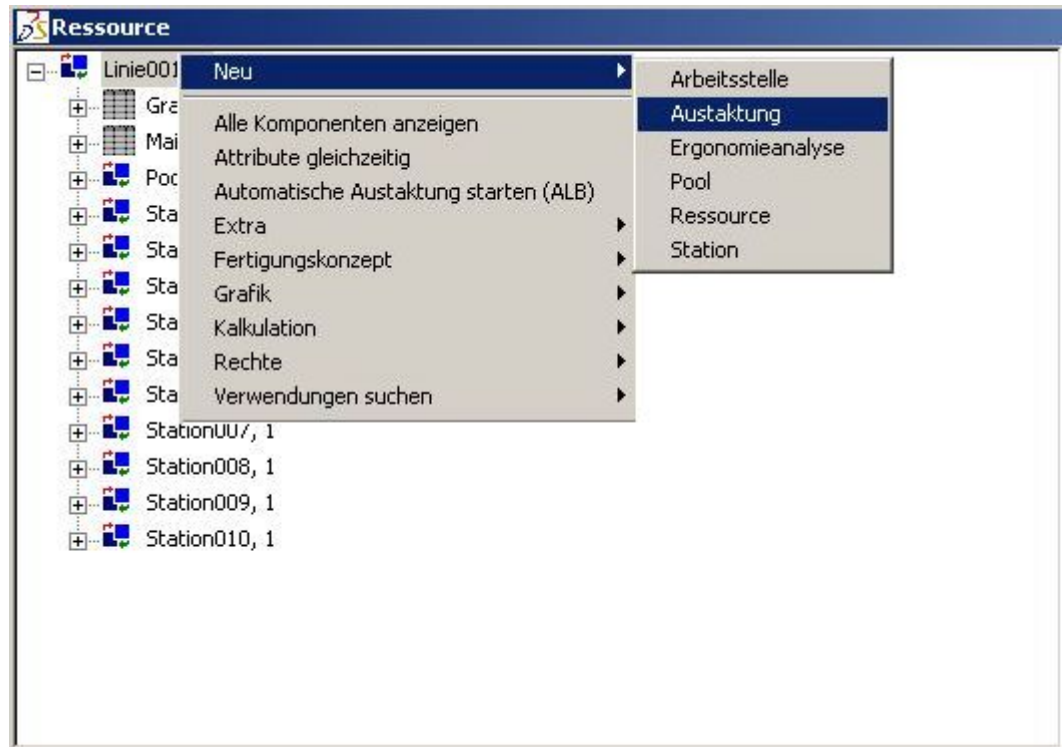 Ressource
Linie001
Neu
Arbeitsstelle
Gra
Austaktung
Alle Komponenten anzeigen
Mai
Ergonomieanalyse
Attribute gleichzeitig
Poo
Pool
Automatische Austaktung starten (ALB)
Sta
Ressource
Extra
Sta
Station
Fertigungskonzept
Sta
Grafik
Sta
Kalkulation
Sta
Rechte
Sta
Verwendungen suchen
Station007, 1
Station008, 1
Station009, 1
Station010, 1